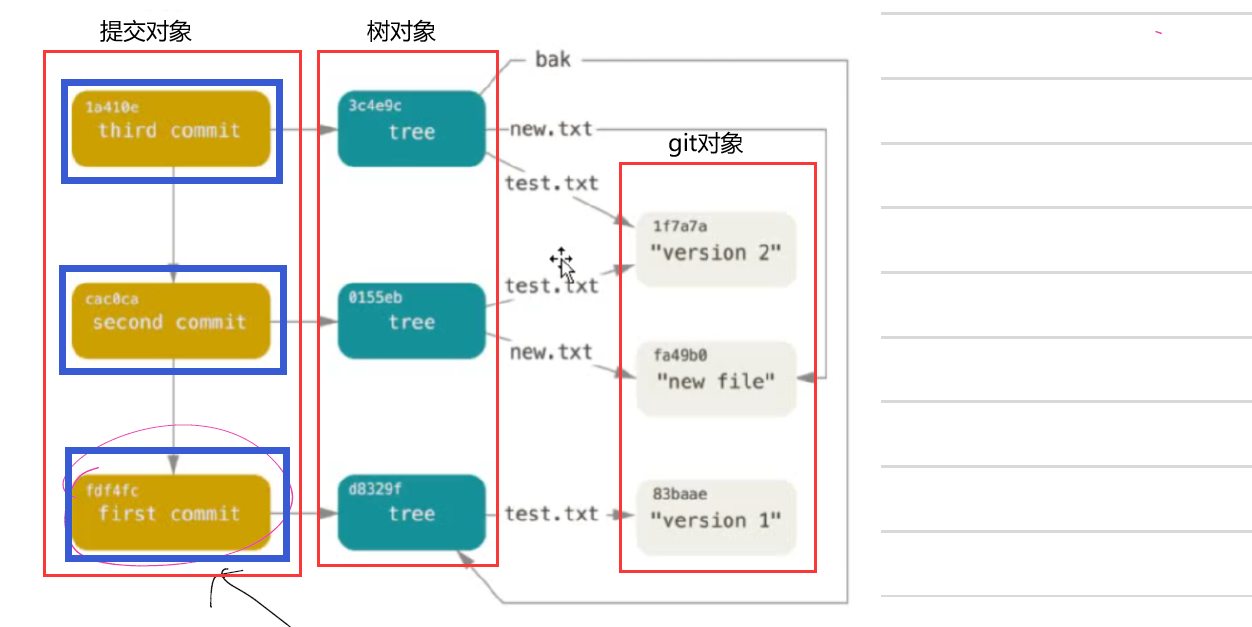 提交对象
树对象
bak
1a410e
third commit
3c4e9c
tree
new.txt
git对象
test.txt
1f7a7a
"version 2"
cac0ca
second commit
0155eb
tree
test.txt
new.txt
fa49b0
"new file"
fdf4fc
first commit
d8329f
tree
test.txt
83baae
"version 1"